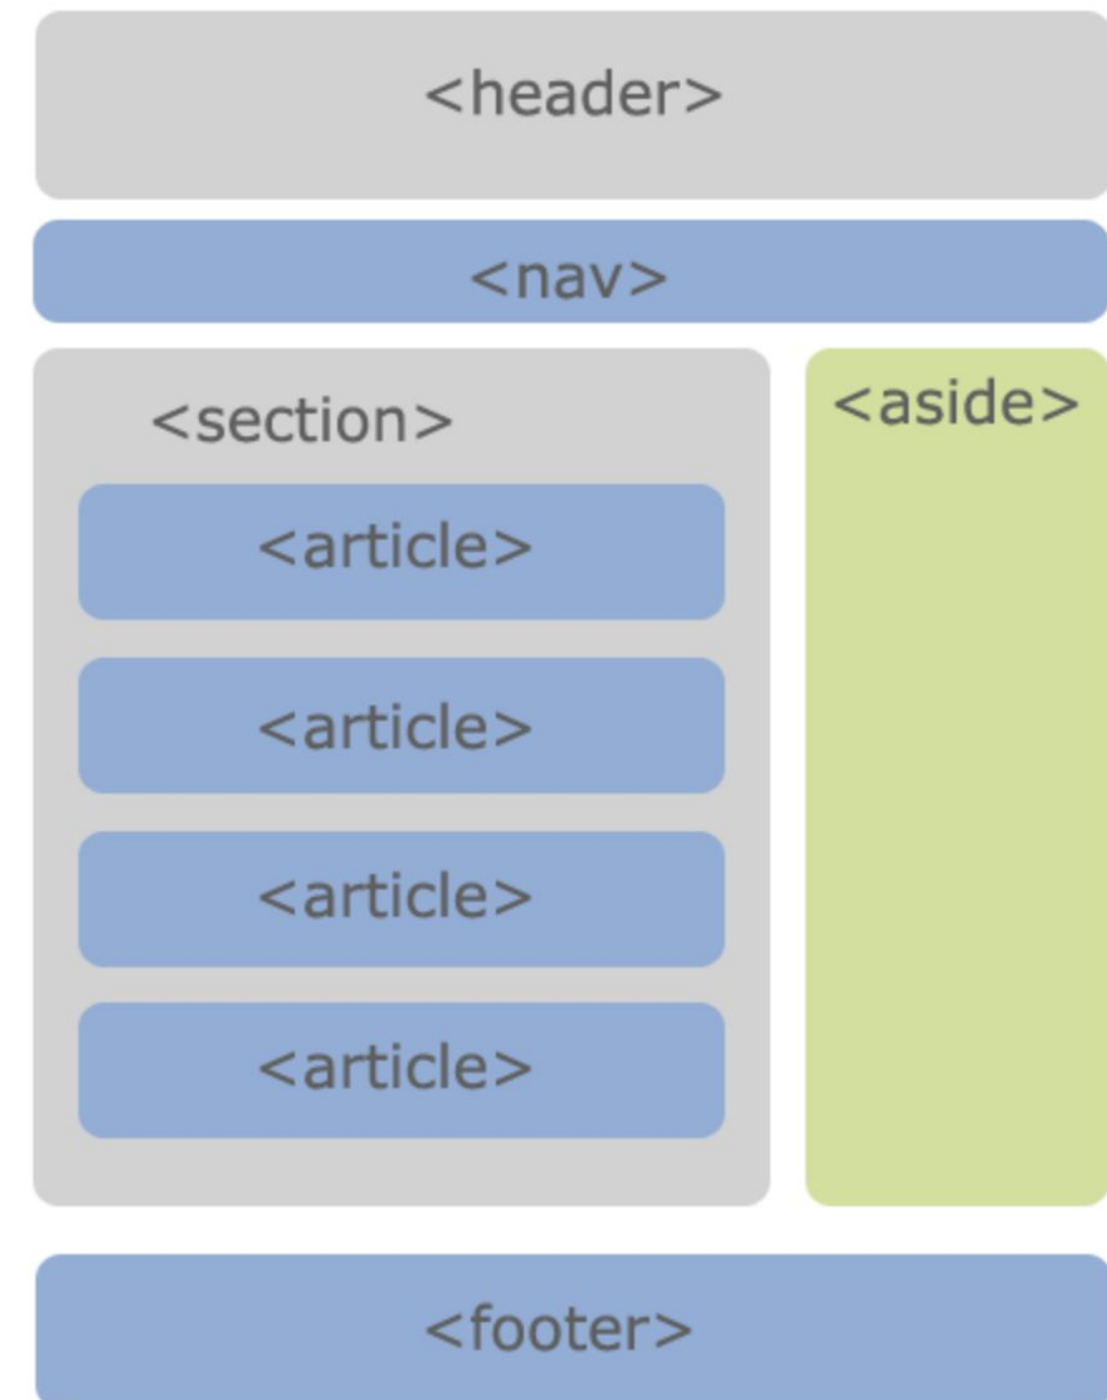 <header>
<nav>
<section>
<article>
<article>
<article>
<article>
<aside>
<footer>